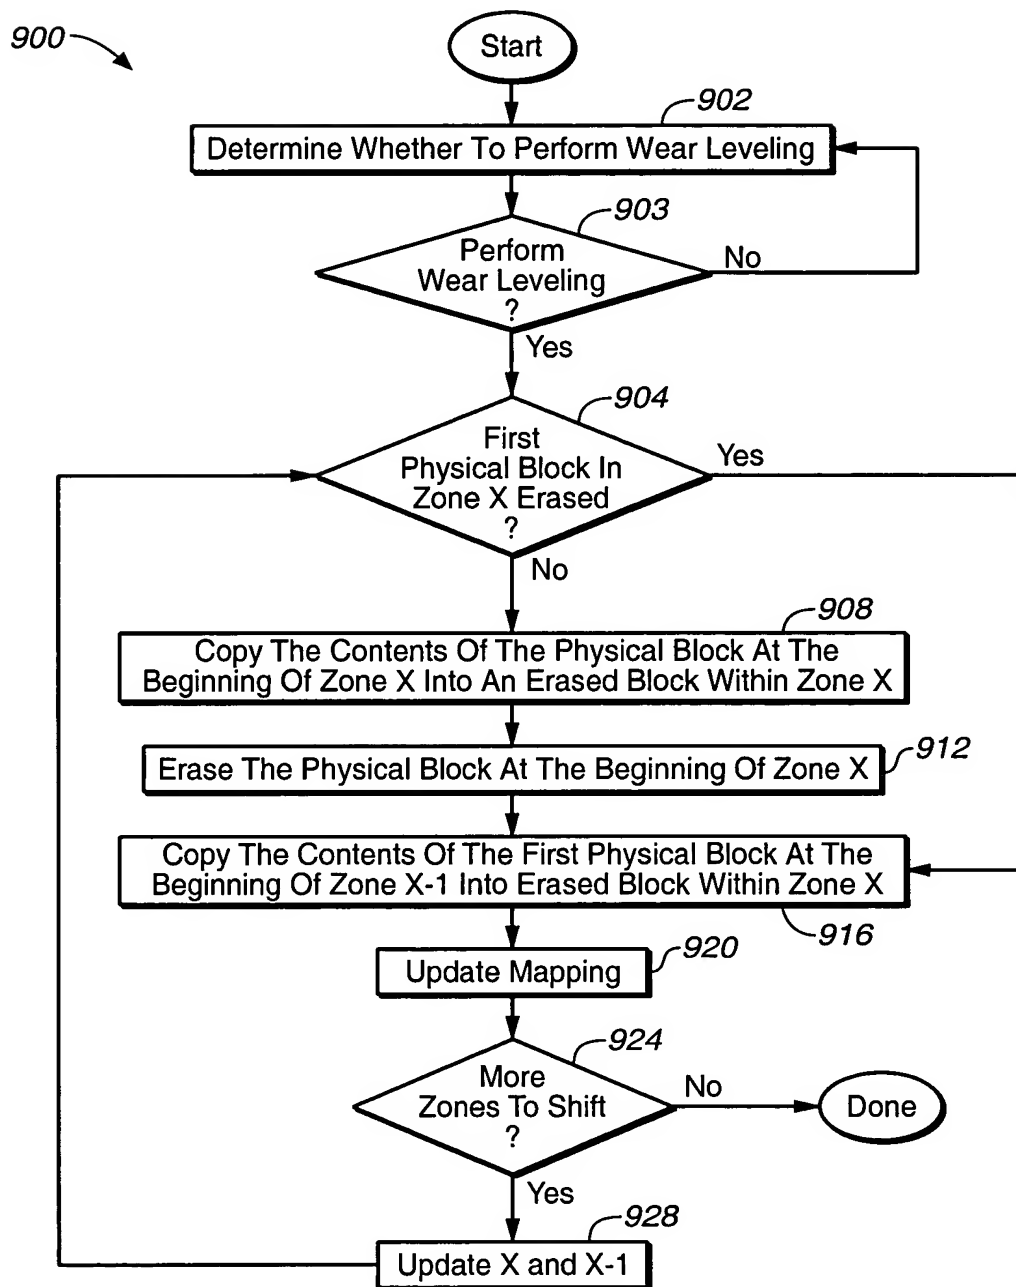 900
Start
902
Determine Whether To Perform Wear Leveling
903
Perform
Wear Leveling
?
No
Yes
904
First
Physical Block In
Zone X Erased
?
Yes
No
908
Copy The Contents Of The Physical Block At The
Beginning Of Zone X Into An Erased Block Within Zone X
Erase The Physical Block At The Beginning Of Zone X
912
Copy The Contents Of The First Physical Block At The
Beginning Of Zone X-1 Into Erased Block Within Zone X
916
Update Mapping
920
924
More
Zones To Shift
?
No
Done
Yes
928
Update X and X-1